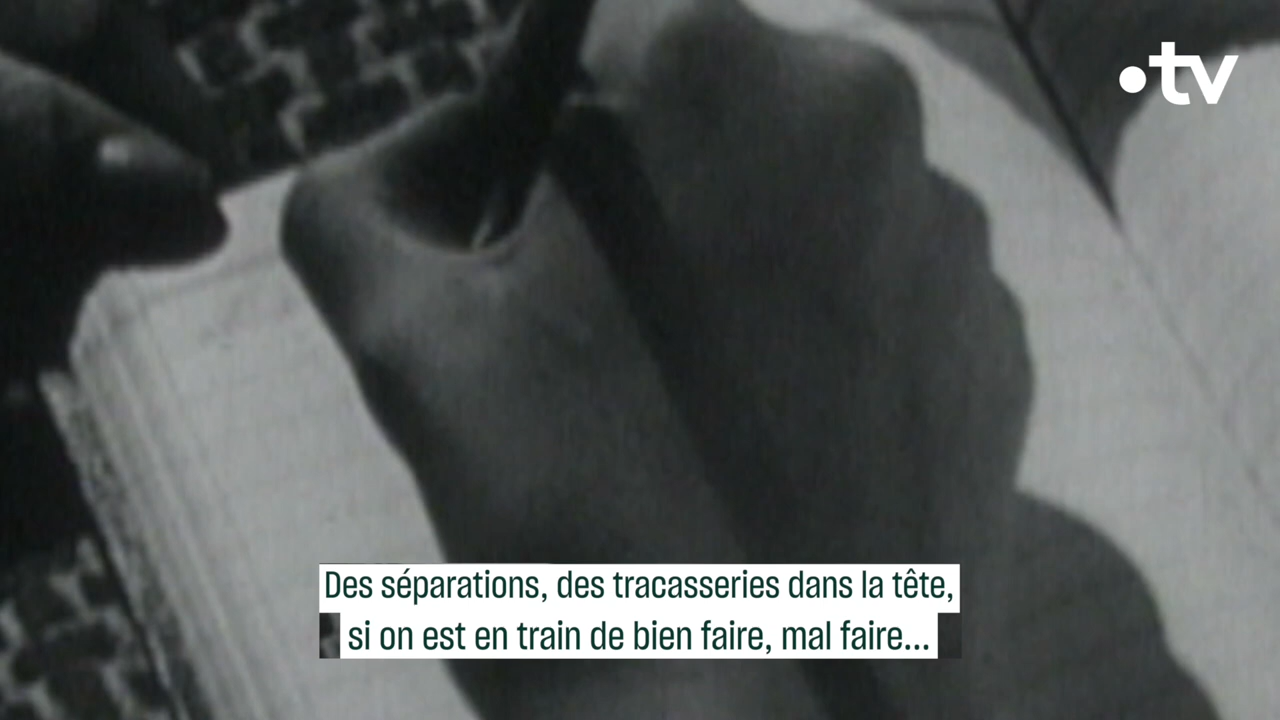 •tv
Des séparations, des tracasseries dans la tête,
si on est en train de bien faire, mal faire...